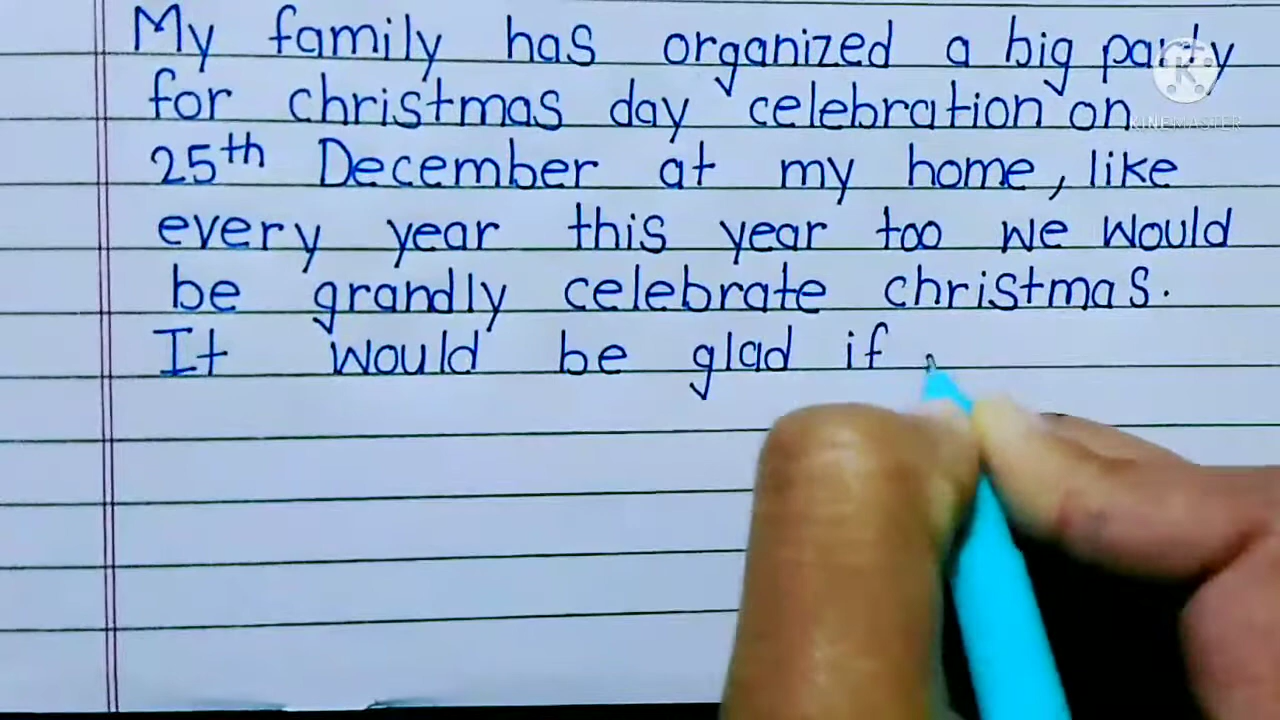 My family has organized a big party
for christmas day celebration on
25th December at my home, like
every year this year too we would
be grandly celebrate christmas.
It would be glad if
KINEMASTER